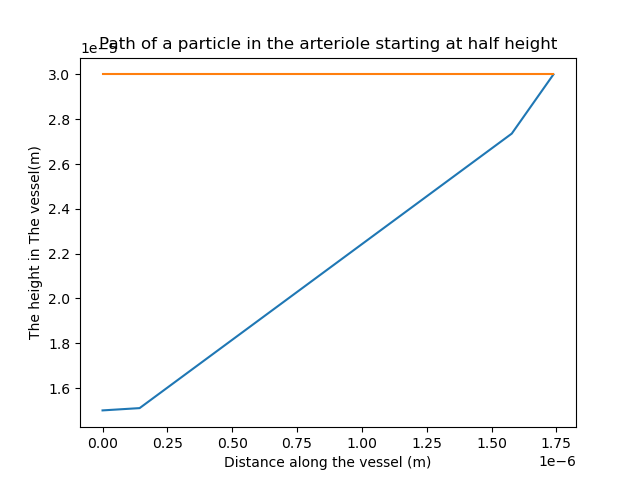 Path of a particle in the arteriole starting at half height
3.0
2.8
2.6
2.4
2.2
2.0
1.8
1.6
The height in The vessel(m)
0.00 0.25 0.50 0.75 1.00 1.25 1.50 1.75
1e−6
Distance along the vessel (m)